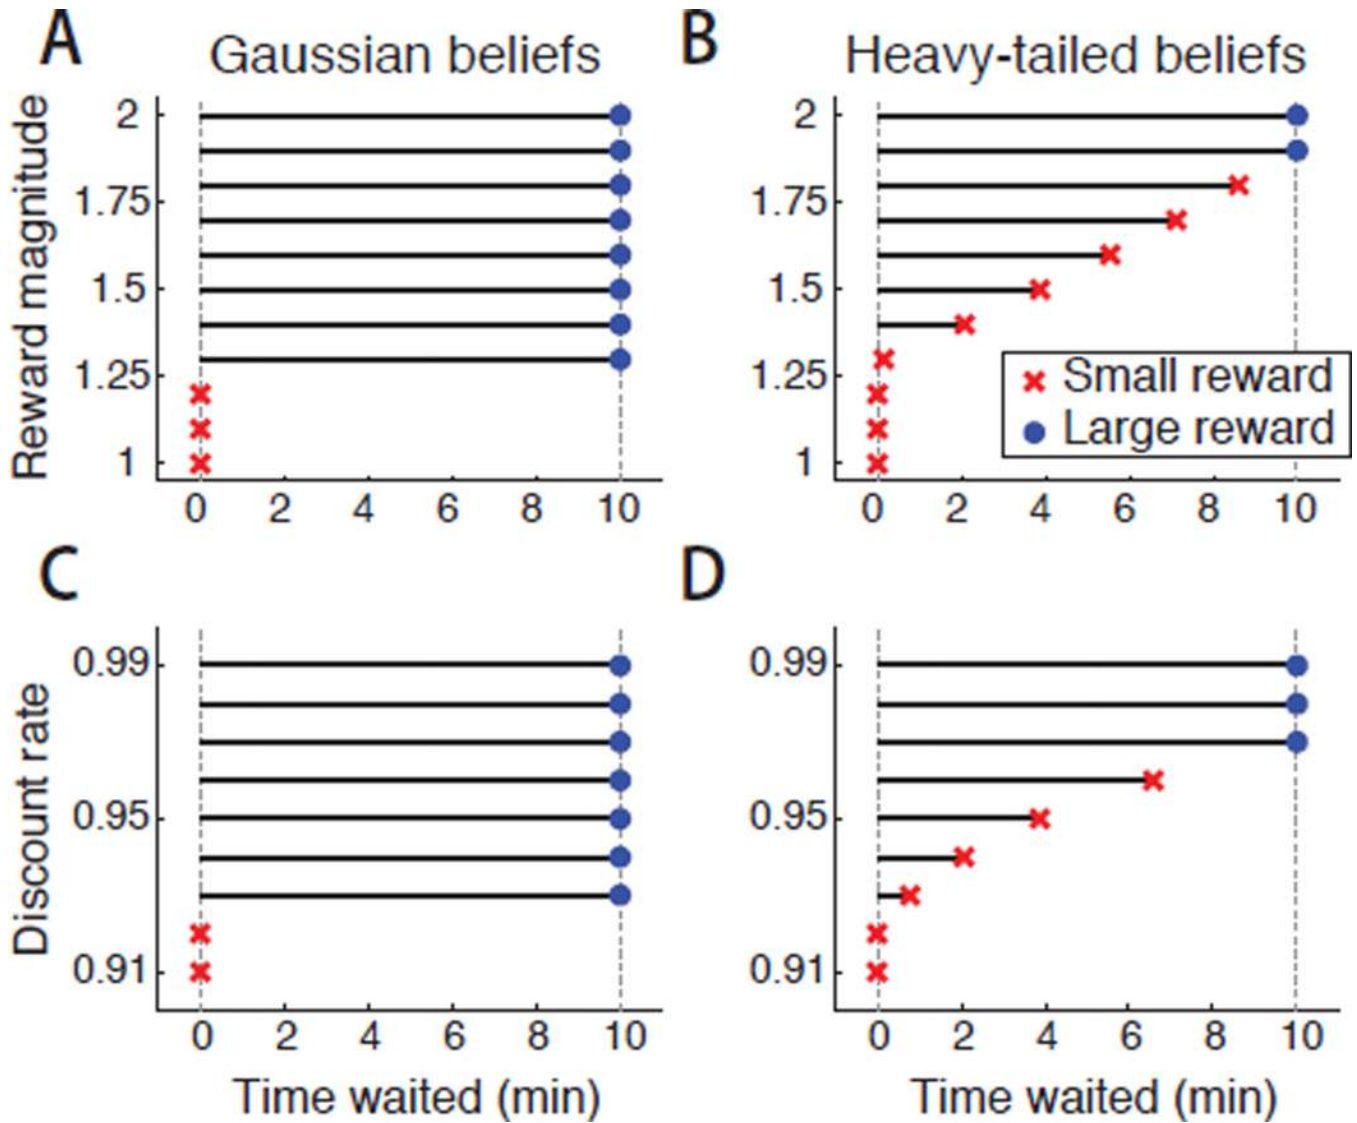 A
Gaussian beliefs
Reward magnitude
2
1.75
1.5
1.25
1
0 2 4 6 8 10
B
Heavy-tailed beliefs
2
1.75
1.5
1.25
1
0 2 4 6 8 10
Small reward
Large reward
C
Discount rate
0.99
0.95
0.91
0 2 4 6 8 10
Time waited (min)
D
0.99
0.95
0.91
0 2 4 6 8 10
Time waited (min)